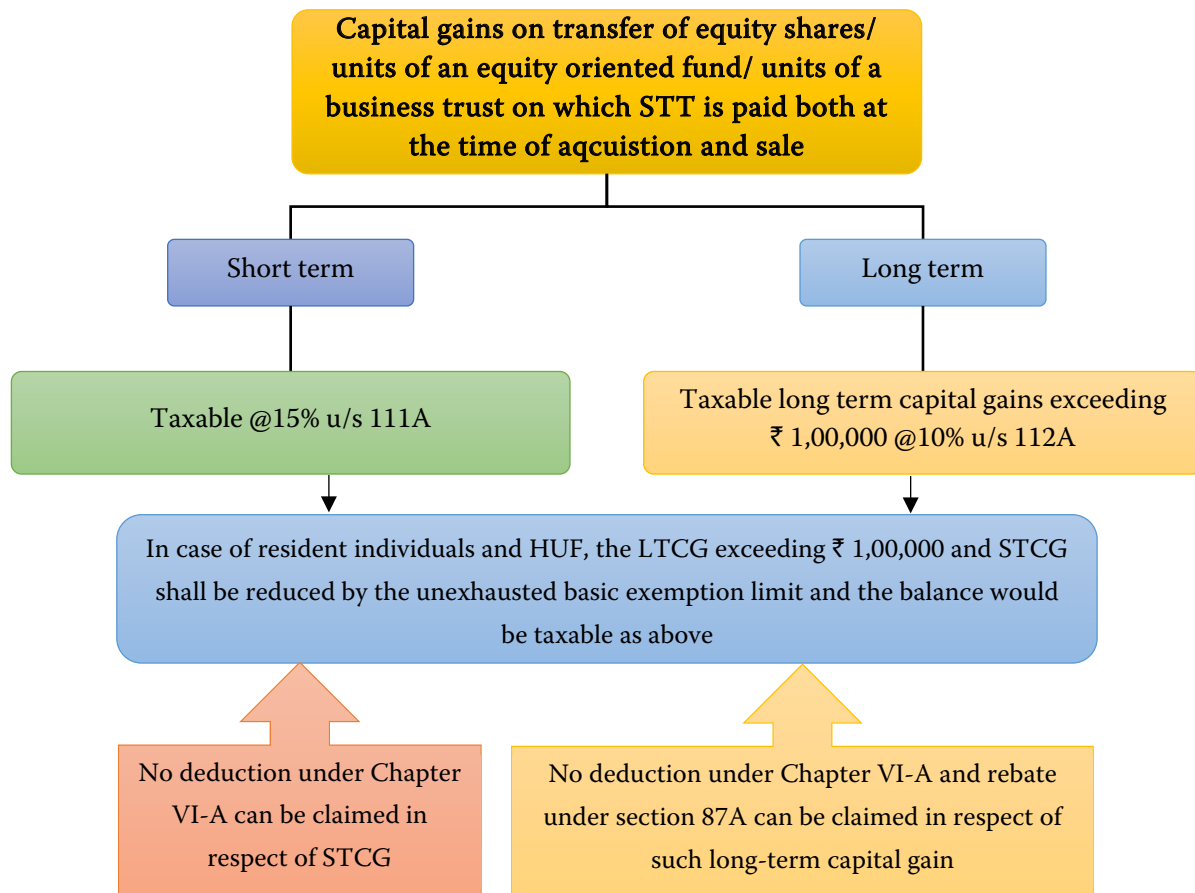 Capital gains on transfer of equity shares/
units of an equity oriented fund/ units of a
business trust on which STT is paid both at
the time of aqcuistion and sale
Short term
Long term
Taxable @15% u/s 111A
Taxable long term capital gains exceeding
₹ 1,00,000 @10% u/s 112A
In case of resident individuals and HUF, the LTCG exceeding ₹ 1,00,000 and STCG
shall be reduced by the unexhausted basic exemption limit and the balance would
be taxable as above
No deduction under Chapter
VI-A can be claimed in
respect of STCG
No deduction under Chapter VI-A and rebate
under section 87A can be claimed in respect of
such long-term capital gain